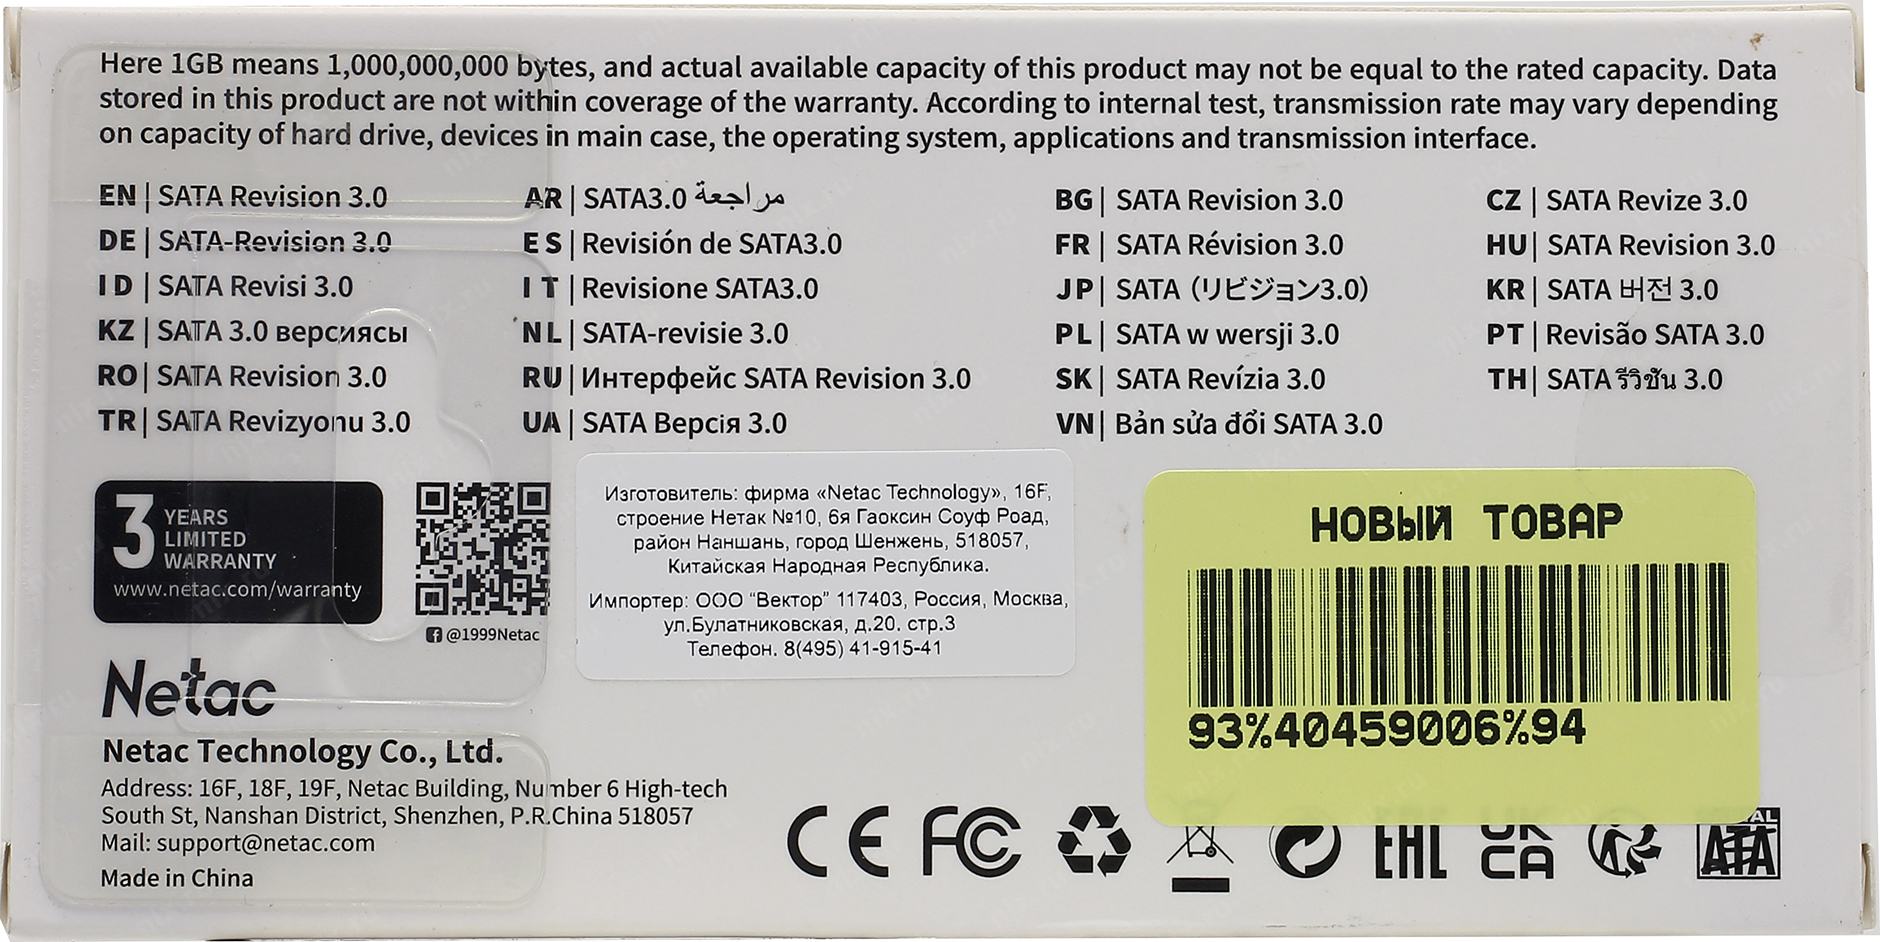 Here 1GB means 1,000,000,000 bytes, and actual available capacity of this product may not be equal to the rated capacity. Data
stored in this product are not within coverage of the warranty. According to internal test, transmission rate may vary depending
on capacity of hard drive, devices in main case, the operating system, applications and transmission interface.
EN | SATA Revision 3.0
AR | SATA3.0 مراجعة
BG | SATA Revision 3.0
CZ | SATA Revize 3.0
DE | SATA-Revision 3.0
ES | Revisión de SATA3.0
FR | SATA Révision 3.0
HU | SATA Revision 3.0
ID | SATA Revisi 3.0
IT | Revisione SATA3.0
JP | SATA（リビジョン3.0）
KR | SATA 버전 3.0
KZ | SATA 3.0 версиясы
NL | SATA-revisie 3.0
PL | SATA w wersji 3.0
PT | Revisão SATA 3.0
RO | SATA Revision 3.0
RU | Интерфейс SATA Revision 3.0
SK | SATA Revízia 3.0
TH | SATA รีวิชัน 3.0
TR | SATA Revizyonu 3.0
UA | SATA Версія 3.0
VN | Bản sửa đổi SATA 3.0
3 YEARS
LIMITED
WARRANTY
www.netac.com/warranty
@1999Netac
Изготовитель: фирма «Netac Technology», 16F,
строение Нетак №10, 6я Гаоксин Соуф Роад,
район Наншань, город Шенжень, 518057,
Китайская Народная Республика.
Импортер: ООО "Вектор" 117403, Россия, Москва,
ул.Булатниковская, д.20. стр.3
Телефон. 8(495) 41-915-41
НОВЫЙ ТОВАР
93%40459006%94
Netac
Netac Technology Co., Ltd.
Address: 16F, 18F, 19F, Netac Building, Number 6 High-tech
South St, Nanshan District, Shenzhen, P.R.China 518057
Mail: support@netac.com
Made in China
CE FC EAC UK
CA
ATA